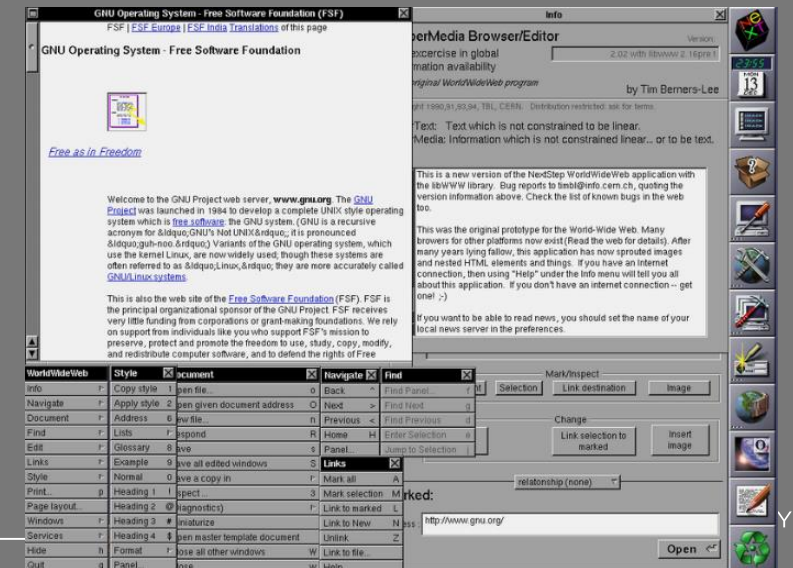 GNU Operating System - Free Software Foundation (FSF)
FSF | FSF Europe | FSF India Translations of this page
GNU Operating System - Free Software Foundation
Free as in Freedom
Welcome to the GNU Project web server, www.gnu.org. The GNU
Project was launched in 1984 to develop a complete UNIX style operating
system which is free software: the GNU system. (GNU is a recursive
acronym for &ldquo;GNU's Not UNIX&rdquo;; it is pronounced
&ldquo;guh-noo.&rdquo;) Variants of the GNU operating system, which
use the kernel Linux, are now widely used; though these systems are
often referred to as &ldquo;Linux,&rdquo; they are more accurately called
GNU/Linux systems.
This is also the web site of the Free Software Foundation (FSF). FSF is
the principal organizational sponsor of the GNU Project. FSF receives
very little funding from corporations or grant-making foundations. We rely
on support from individuals like you who support FSF's mission to
preserve, protect and promote the freedom to use, study, copy, modify,
and redistribute computer software, and to defend the rights of Free
Info
perMedia Browser/Editor
Version:
excercise in global
2.02 with libwww 2.16pre1
mation availability
original WorldWideWeb program
by Tim Berners-Lee
ght 1990,91,93,94, TBL, CERN. Distribution restricted: ask for terms.
rText: Text which is not constrained to be linear.
rMedia: Information which is not constrained linear... or to be text.
This is a new version of the NextStep WorldWideWeb application with
the libWWW library. Bug reports to timbl@info.cern.ch, quoting the
version information above. Check the list of known bugs in the web
too.
This was the original prototype for the World-Wide Web. Many
browsers for other platforms now exist (Read the web for details). After
many years lying fallow, this application has now sprouted images
and nested HTML elements and things. If you have an Internet
connection, then using "Help" under the Info menu will tell you all
about this application. If you don't have an internet connection -- get
one! ;-)
If you want to be able to read news, you should set the name of your
local news server in the preferences.
23:55
MON
13
DEC
WorldWideWeb
Info
Navigate
Document
Find
Edit
Links
Style
Print... p
Page layout...
Windows
Services
Hide h
Quit q
Style
Copy style 1
Apply style 2
Address 6
Lists
Glossary 8
Example 9
Normal 0
Heading 1 !
Heading 2 @
Heading 3 #
Heading 4 $
Format
Panel...
ocument
pen file... o
pen given document address O
ew file... n
espond R
ave s
ave all edited windows S
ave a copy in
spect... 3
iagnostics)
iniaturize
pen master template document
lose all other windows W
lose w
Navigate
Back ^
Next >
Previous <
Home H
Panel...
Find
Find Panel... f
Find Next g
Find Previous d
Enter Selection e
Jump to Selection j
Links
Mark all A
Mark selection M
Link to marked L
Link to New N
Unlink Z
Link to file...
Help
Mark/Inspect
Selection
Link destination
Image
Change
Link selection to
marked
Insert
image
relationship (none)
rked:
ess :
http://www.gnu.org/
Open
Y